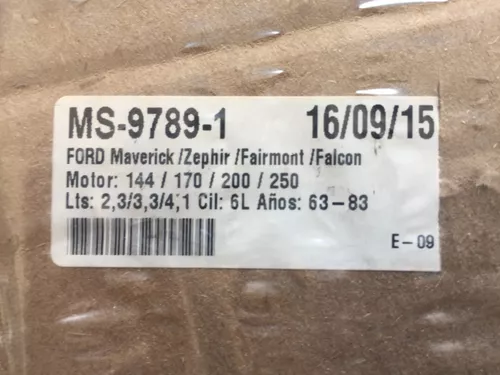 MS-9789-1 16/09/15
FORD Maverick /Zephir /Fairmont /Falcon
Motor: 144 / 170 / 200 / 250
Lts: 2,3/3,3/4,1 Cil: 6L Años: 63-83
E-09